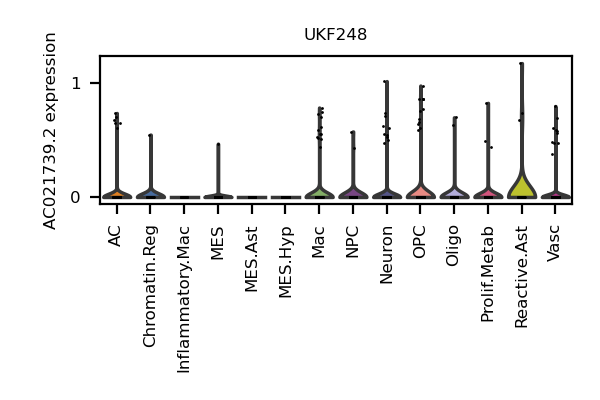 UKF248
AC021739.2 expression
1
0
AC
Chromatin.Reg
Inflammatory.Mac
MES
MES.Ast
MES.Hyp
Mac
NPC
Neuron
OPC
Oligo
Prolif.Metab
Reactive.Ast
Vasc